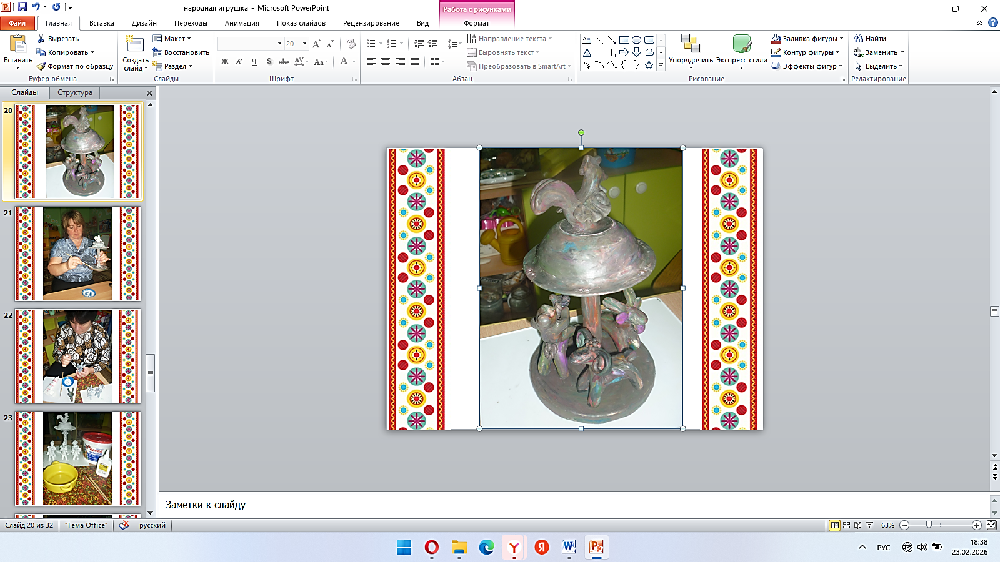 народная игрушка - Microsoft PowerPoint
Работа с рисунками
Файл Главная Вставка Дизайн Переходы Анимация Показ слайдов Рецензирование Вид Формат
Вставить
Вырезать
Копировать
Формат по образцу
Буфер обмена
Создать слайд
Макет
Восстановить
Раздел
Слайды
20
Ж К Ч S abc AV Aa А
Шрифт
Направление текста
Выровнять текст
Преобразовать в SmartArt
Абзац
Упорядочить
Экспресс-стили
Заливка фигуры
Контур фигуры
Эффекты фигур
Рисование
Найти
Заменить
Выделить
Редактирование
Слайды Структура
20
21
22
23
Заметки к слайду
Слайд 20 из 32 "Тема Office" русский 63%
РУС
18:38
23.02.2026